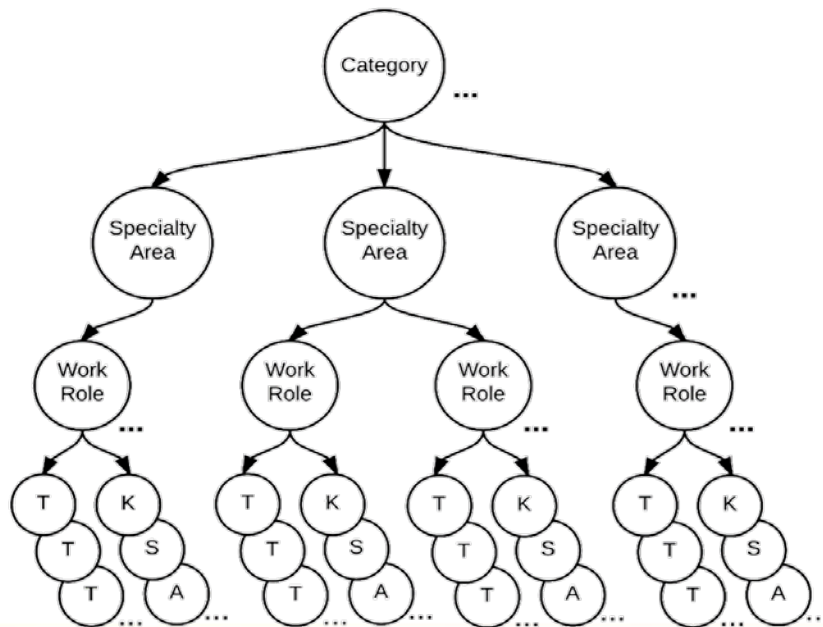 Category
...
Specialty
Area
Specialty
Area
Specialty
Area
...
Work
Role
...
Work
Role
Work
Role
...
Work
Role
...
T K T K T K T K
T S T S T S T S
T ... A ... T ... A ... T ... A ... T ... A ...